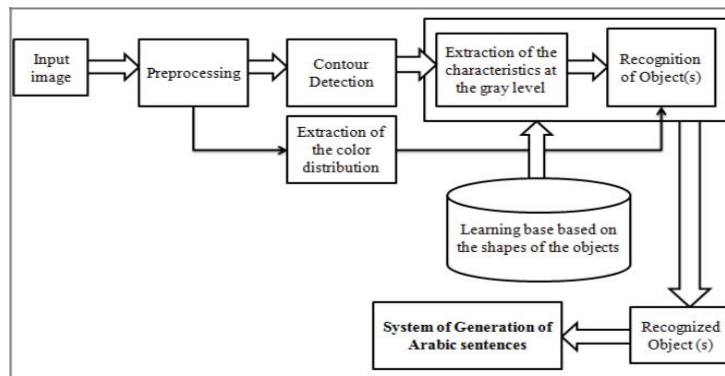 Input
image
Preprocessing
Contour
Detection
Extraction of the
characteristics at
the gray level
Recognition
of Object(s)
Extraction of
the color
distribution
Learning base based on
the shapes of the objects
System of Generation of
Arabic sentences
Recognized
Object (s)